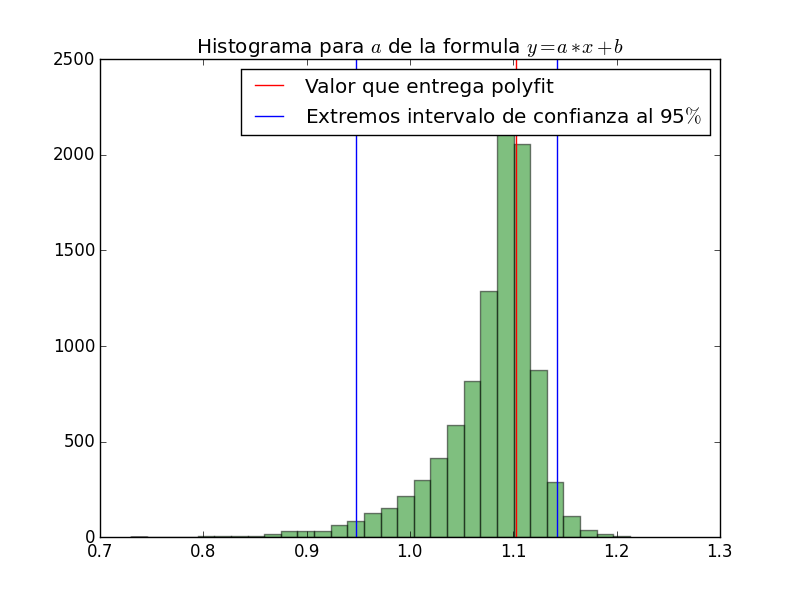 Histograma para a de la formula y = a * x + b
Valor que entrega polyfit
Extremos intervalo de confianza al 95%
2500
2000
1500
1000
500
0
0.7 0.8 0.9 1.0 1.1 1.2 1.3